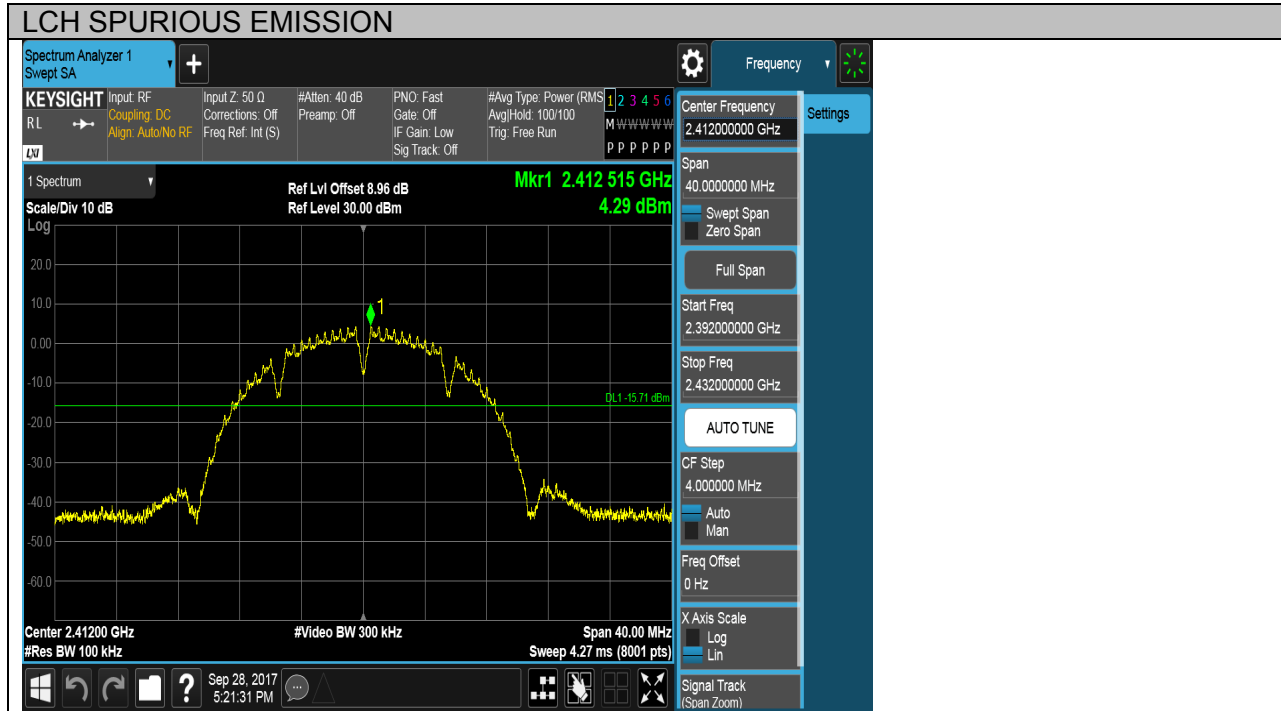 LCH SPURIOUS EMISSION
Spectrum Analyzer 1
Swept SA
+
Frequency
KEYSIGHT
RL
LXI
Input: RF
Coupling: DC
Align: Auto/No RF
Input Z: 50 Ω
Corrections: Off
Freq Ref: Int (S)
#Atten: 40 dB
Preamp: Off
PNO: Fast
Gate: Off
IF Gain: Low
Sig Track: Off
#Avg Type: Power (RMS
Avg|Hold: 100/100
Trig: Free Run
1 2 3 4 5 6
M W W W W W
P P P P P P
1 Spectrum
Scale/Div 10 dB
Ref Lvl Offset 8.96 dB
Ref Level 30.00 dBm
Mkr1 2.412 515 GHz
4.29 dBm
Log
20.0
10.0
0.00
-10.0
-20.0
-30.0
-40.0
-50.0
-60.0
1
DL1 -15.71 dBm
Center 2.41200 GHz
#Res BW 100 kHz
#Video BW 300 kHz
Span 40.00 MHz
Sweep 4.27 ms (8001 pts)
Center Frequency
2.412000000 GHz
Span
40.0000000 MHz
Swept Span
Zero Span
Full Span
Start Freq
2.392000000 GHz
Stop Freq
2.432000000 GHz
AUTO TUNE
CF Step
4.000000 MHz
Auto
Man
Freq Offset
0 Hz
X Axis Scale
Log
Lin
Signal Track
(Span Zoom)
Settings
?
Sep 28, 2017
5:21:31 PM